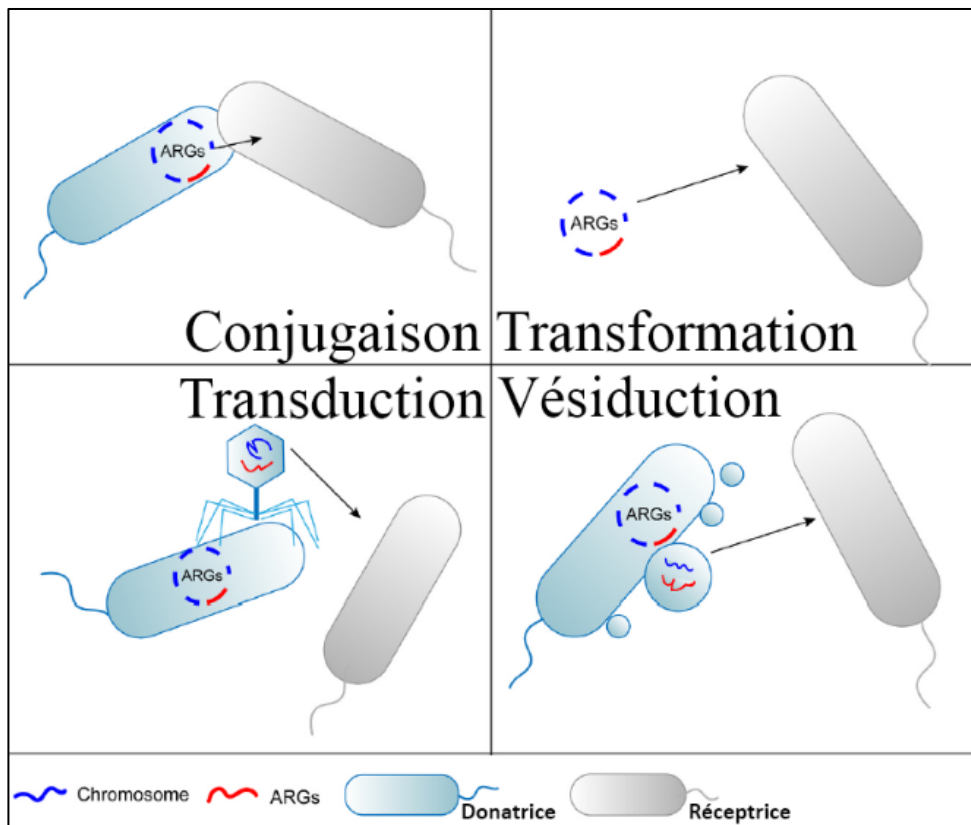 ARGs
ARGs
Conjugaison
Transformation
Transduction
Vésiduction
ARGs
ARGs
Chromosome
ARGs
Donatrice
Réceptrice